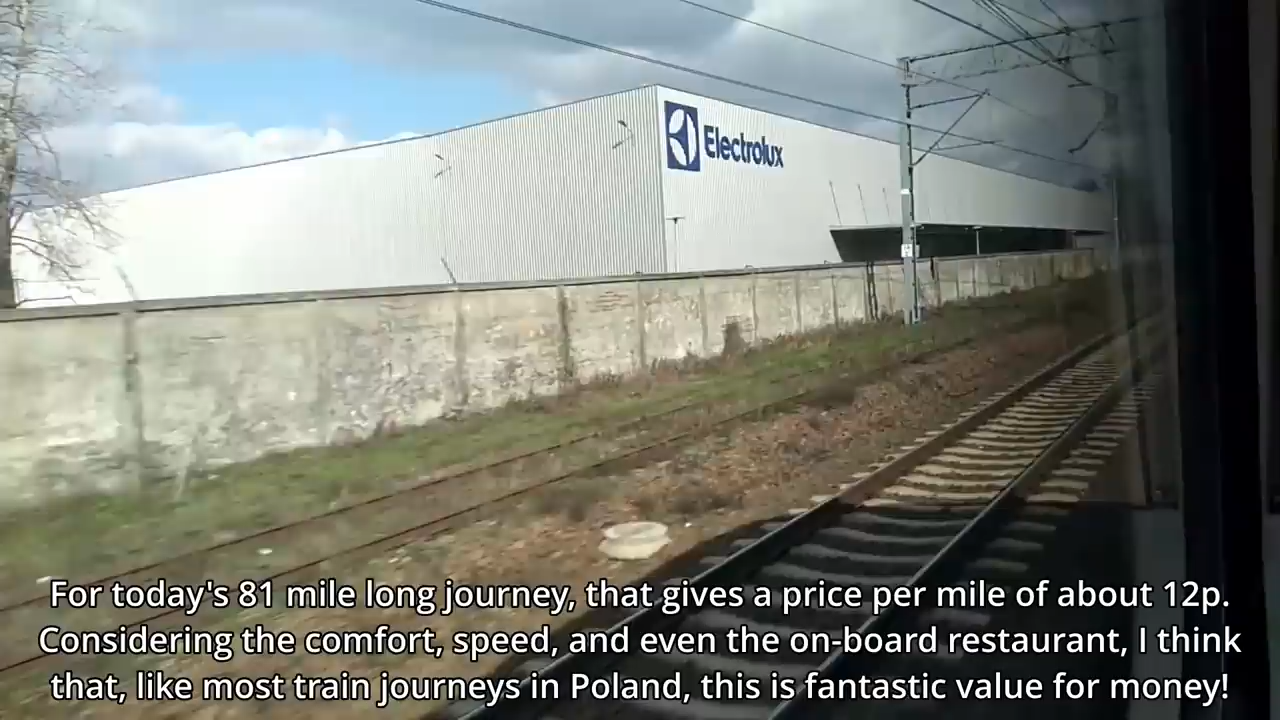 Electrolux
For today's 81 mile long journey, that gives a price per mile of about 12p.
Considering the comfort, speed, and even the on-board restaurant, I think
that, like most train journeys in Poland, this is fantastic value for money!